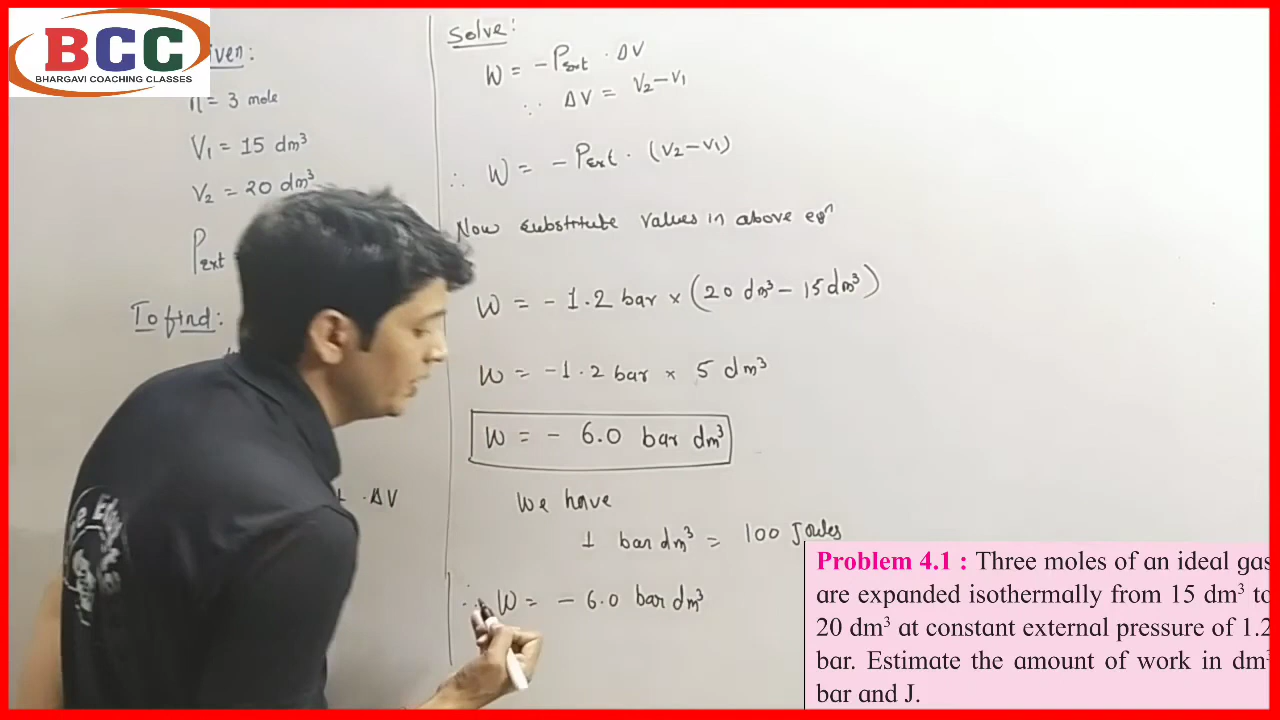 BCC
BHARGAVI COACHING CLASSES
iven:
n = 3 mole
V₁ = 15 dm³
V₂ = 20 dm³
Pext
To find:
. ΔV
Solve:
W = - Pext . ΔV
∵ ΔV = V₂ - V₁
∴ W = - Pext . (V₂ - V₁)
Now substitute values in above eqⁿ
W = - 1.2 bar × (20 dm³ - 15 dm³)
W = - 1.2 bar × 5 dm³
W = - 6.0 bar dm³
We have
1 bar dm³ = 100 Joules
W = - 6.0 bar dm³
Problem 4.1 : Three moles of an ideal gas
are expanded isothermally from 15 dm³ to
20 dm³ at constant external pressure of 1.2
bar. Estimate the amount of work in dm³
bar and J.